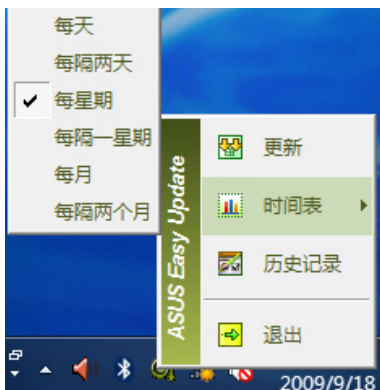 每天
每隔两天
每星期
每隔一星期
每月
每隔两个月
ASUS Easy Update
更新
时间表
历史记录
退出
2009/9/18